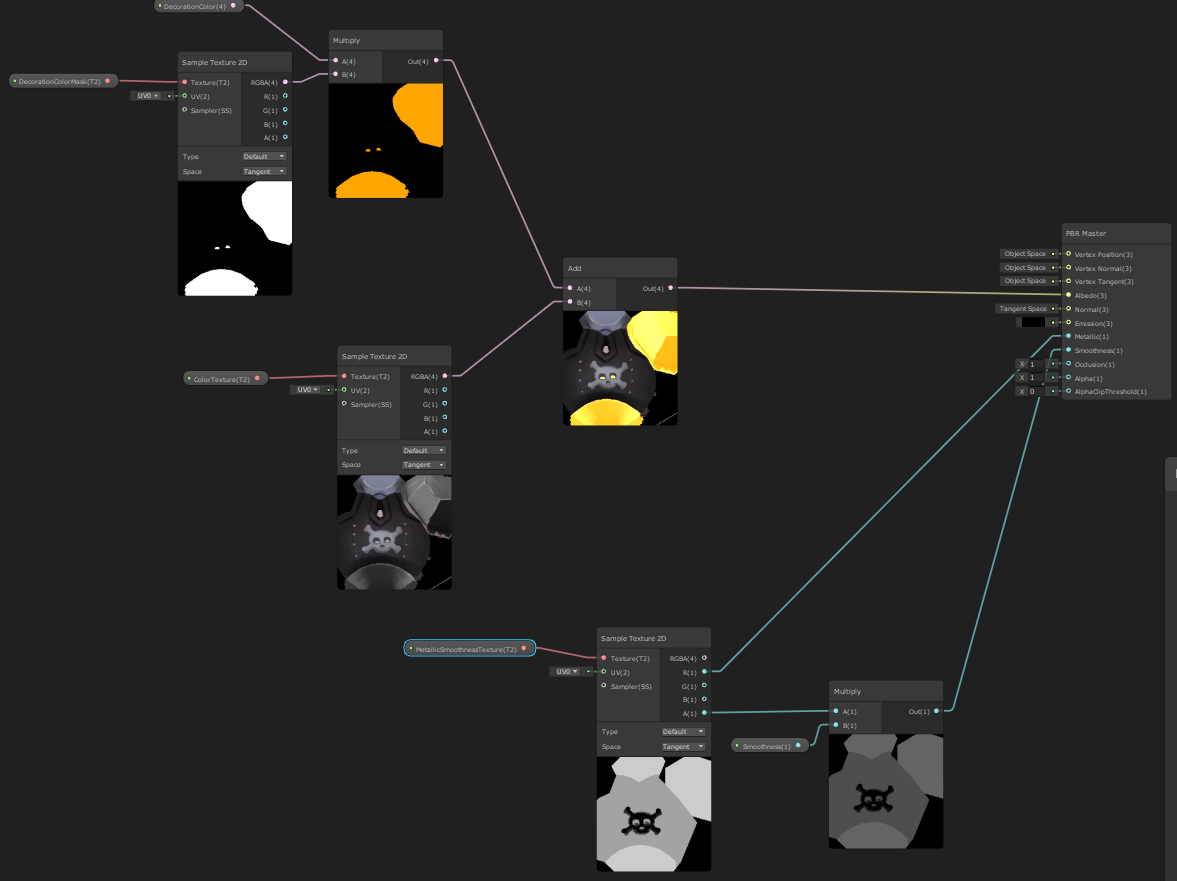 DecorationColor(4)
Multiply
A(4)
Out(4)
B(4)
DecorationColorMask(T2)
Sample Texture 2D
Texture(T2)
RGBA(4)
UV0
UV(2)
R(1)
Sampler(SS)
G(1)
B(1)
A(1)
Type
Default
Space
Tangent
Add
A(4)
Out(4)
B(4)
ColorTexture(T2)
Sample Texture 2D
Texture(T2)
RGBA(4)
UV0
UV(2)
R(1)
Sampler(SS)
G(1)
B(1)
A(1)
Type
Default
Space
Tangent
PBR Master
Object Space
Vertex Position(3)
Object Space
Vertex Normal(3)
Object Space
Vertex Tangent(3)
Albedo(3)
Tangent Space
Normal(3)
Emission(3)
Metallic(1)
Smoothness(1)
X 1
Occlusion(1)
X 1
Alpha(1)
X 0
AlphaClipThreshold(1)
MetallicSmoothnessTexture(T2)
Sample Texture 2D
Texture(T2)
RGBA(4)
UV0
UV(2)
R(1)
Sampler(SS)
G(1)
B(1)
A(1)
Type
Default
Space
Tangent
Smoothness(1)
Multiply
A(1)
Out(1)
B(1)